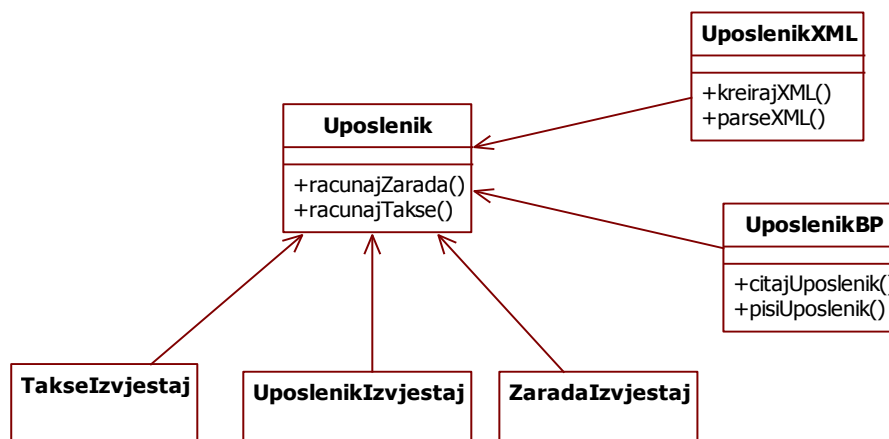 UposlenikXML
+kreirajXML()
+parseXML()
Uposlenik
+racunajZarada()
+racunajTakse()
UposlenikBP
+citajUposlenik()
+pisiUposlenik()
TakseIzvjestaj
UposlenikIzvjestaj
ZaradaIzvjestaj